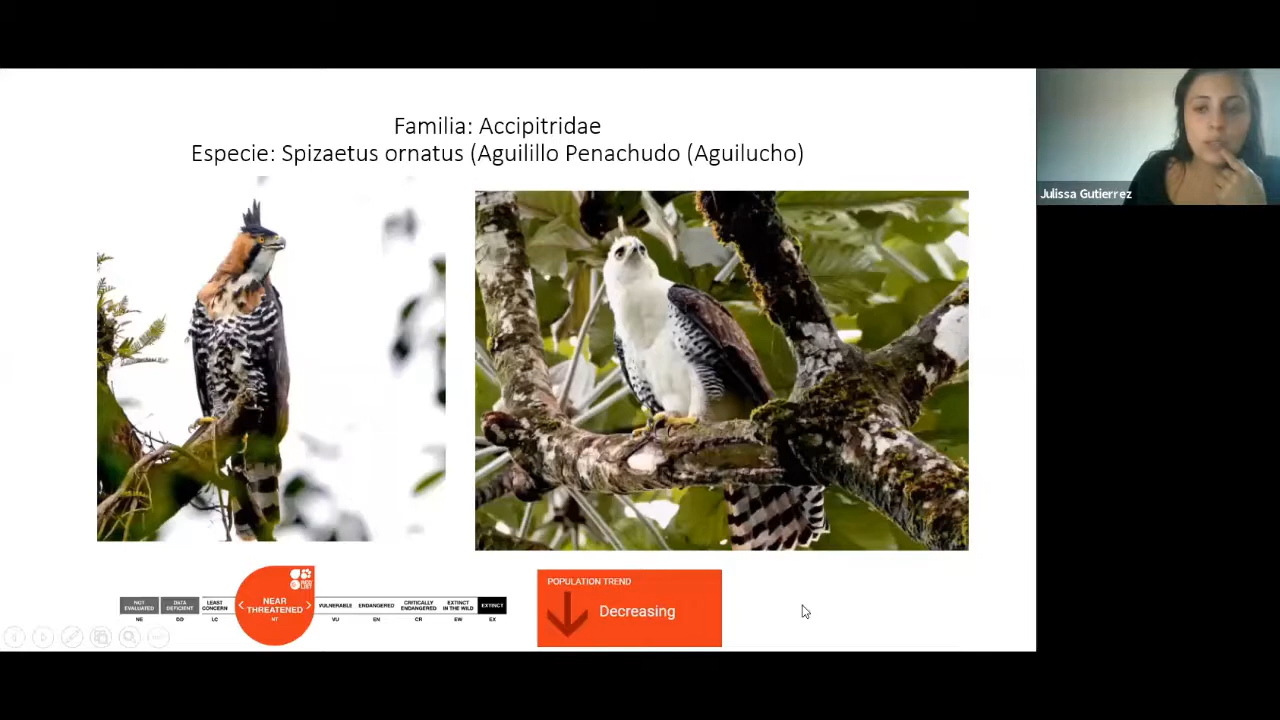 Familia: Accipitridae
Especie: Spizaetus ornatus (Aguilillo Penachudo (Aguilucho)
Julissa Gutierrez
POPULATION TREND
Decreasing
NOT EVALUATED
DATA DEFICIENT
LEAST CONCERN
< NEAR THREATENED >
VULNERABLE
ENDANGERED
CRITICALLY ENDANGERED
EXTINCT IN THE WILD
EXTINCT
NE
DD
LC
NT
VU
EN
CR
EW
EX